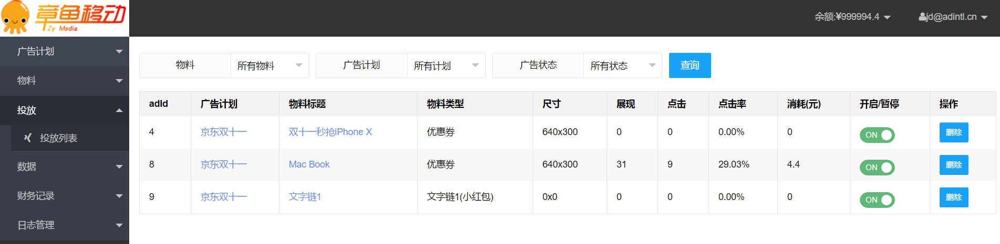 章鱼移动
Zy Media
余额:¥999994.4
jd@adintl.cn
广告计划
物料
投放
投放列表
数据
财务记录
日志管理
物料 所有物料 广告计划 所有计划 广告状态 所有状态 查询
adId 广告计划 物料标题 物料类型 尺寸 展现 点击 点击率 消耗(元) 开启/暂停 操作
4 京东双十一 双十一秒抢iPhone X 优惠券 640x300 0 0 0.00% 0 ON 删除
8 京东双十一 Mac Book 优惠券 640x300 31 9 29.03% 4.4 ON 删除
9 京东双十一 文字链1 文字链1(小红包) 0x0 0 0 0.00% 0 ON 删除